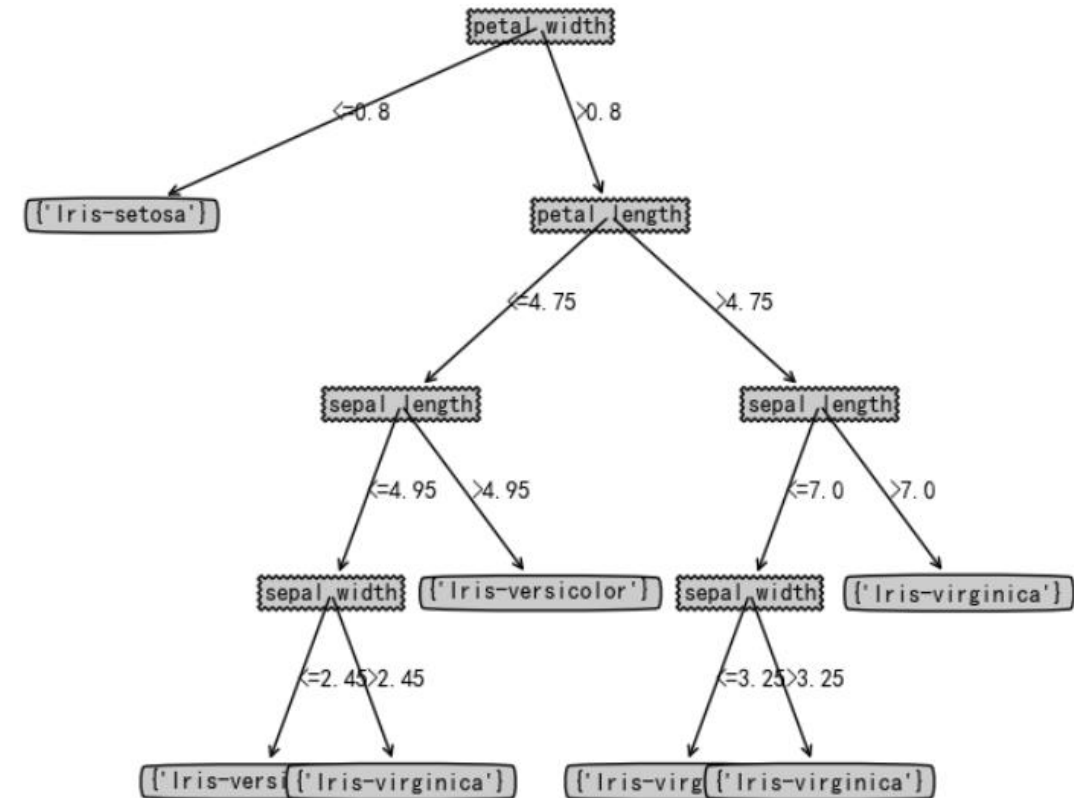 petal width
<=0.8
>0.8
{'Iris-setosa'}
petal length
<=4.75
>4.75
sepal length
sepal length
<=4.95
>4.95
<=7.0
>7.0
sepal width
{'Iris-versicolor'}
sepal width
{'Iris-virginica'}
<=2.45
>2.45
<=3.25
>3.25
{'Iris-versi
{'Iris-virginica'}
{'Iris-virg
{'Iris-virginica'}